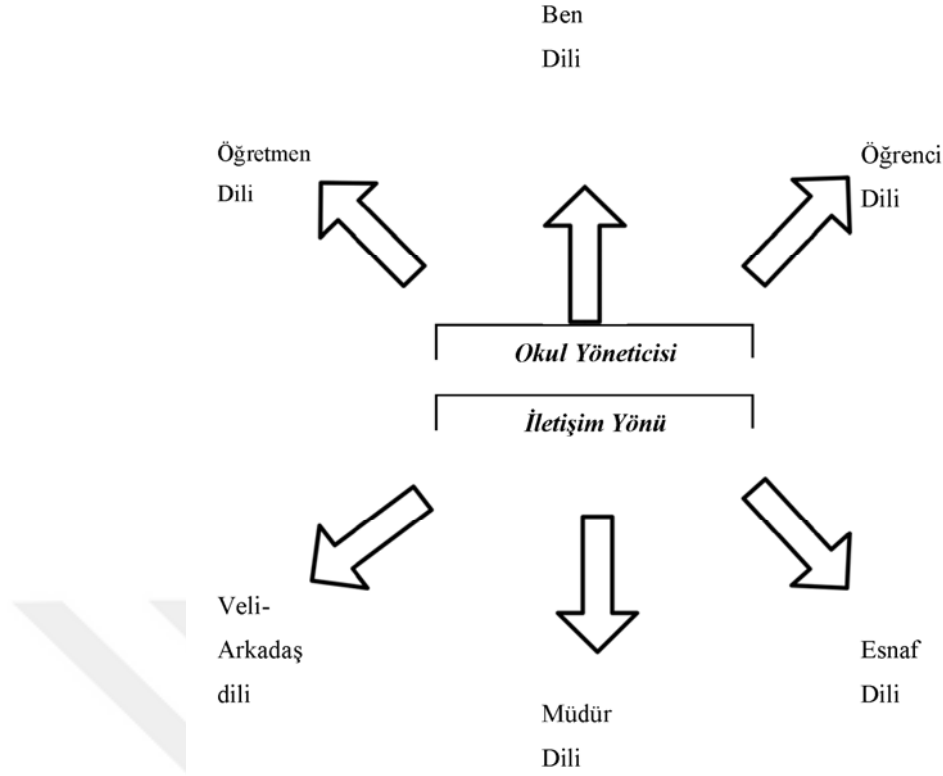 Ben
Dili
Öğretmen
Dili
Öğrenci
Dili
Okul Yöneticisi
İletişim Yönü
Veli-
Arkadaş
dili
Müdür
Dili
Esnaf
Dili